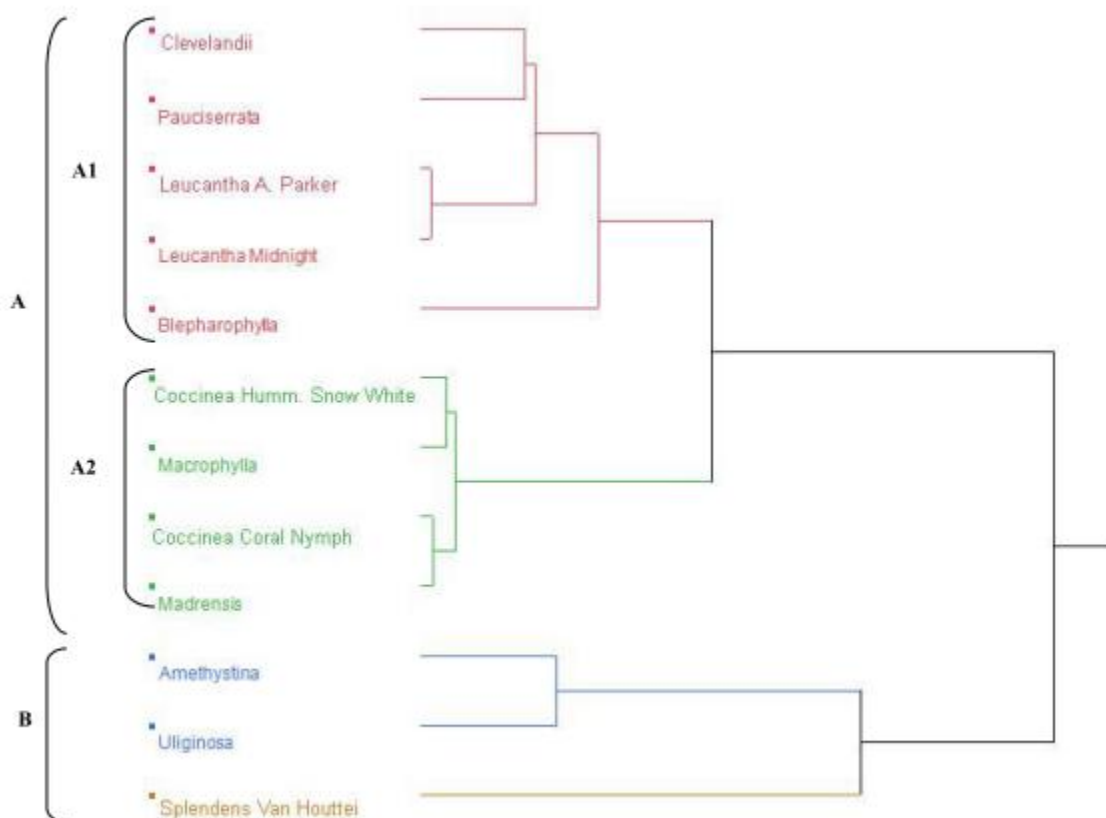 Clevelandii
Pauciserrata
A1
Leucantha A. Parker
Leucantha Midnight
A
Blepharophylla
Coccinea Humm. Snow White
A2
Macrophylla
Coccinea Coral Nymph
Madrensis
Amethystina
B
Uliginosa
Splendens Van Houttei